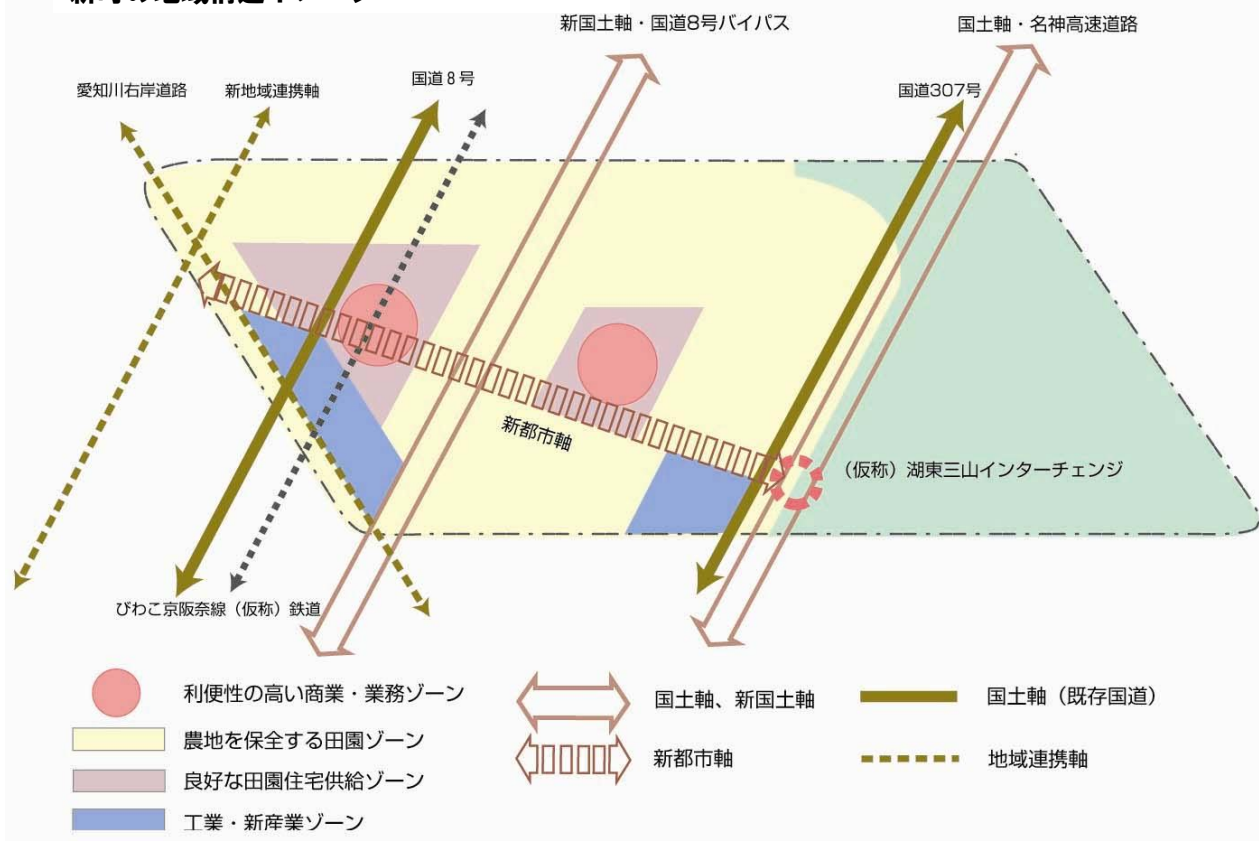 新国土軸・国道8号バイパス
国土軸・名神高速道路
愛知川右岸道路
新地域連携軸
国道8号
国道307号
新都市軸
(仮称)湖東三山インターチェンジ
びわこ京阪奈線(仮称)鉄道
利便性の高い商業・業務ゾーン
農地を保全する田園ゾーン
良好な田園住宅供給ゾーン
工業・新産業ゾーン
国土軸、新国土軸
新都市軸
国土軸(既存国道)
地域連携軸